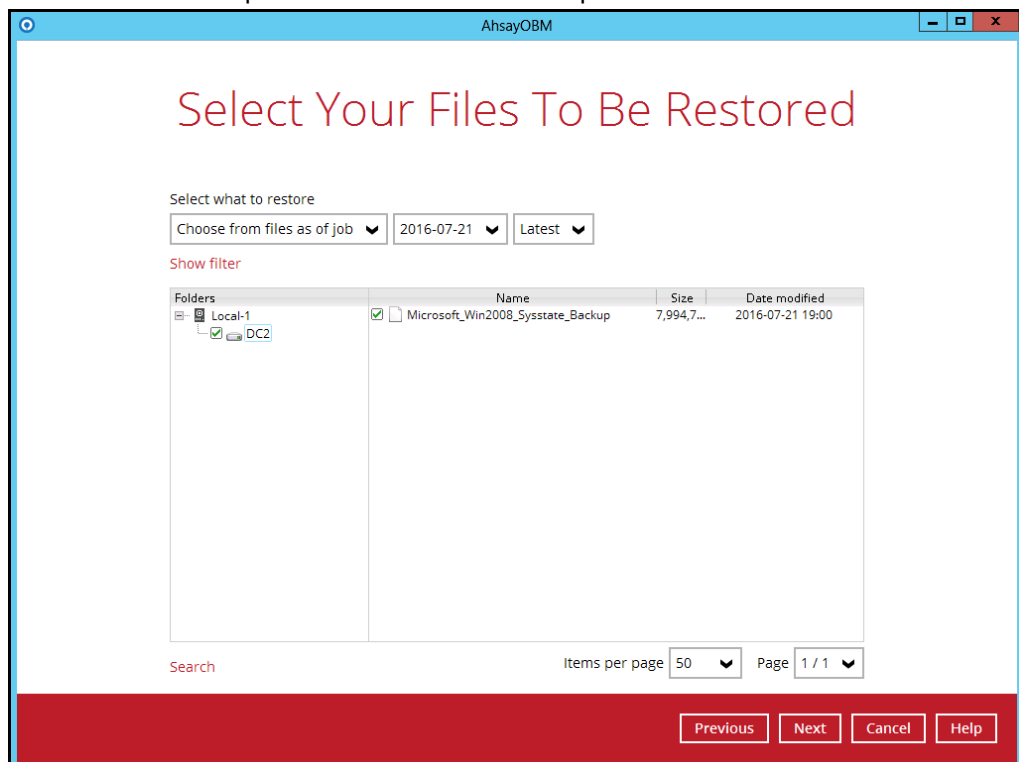 AhsayOBM
Select Your Files To Be Restored
Select what to restore
Choose from files as of job 2016-07-21 Latest
Show filter
Folders Name Size Date modified
Local-1 Microsoft_Win2008_Sysstate_Backup 7,994,7... 2016-07-21 19:00
DC2
Search Items per page 50 Page 1 / 1
Previous Next Cancel Help